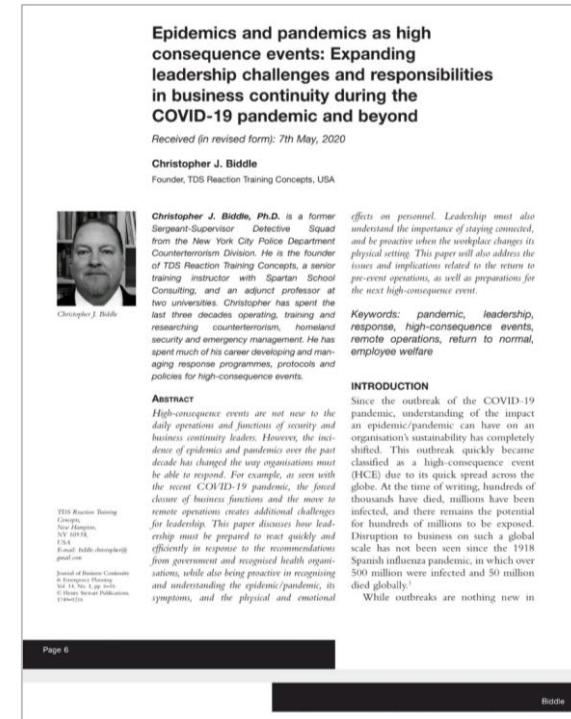 Epidemics and pandemics as high
consequence events: Expanding
leadership challenges and responsibilities
in business continuity during the
COVID-19 pandemic and beyond
Received (in revised form): 7th May, 2020
Christopher J. Biddle
Founder, TDS Reaction Training Concepts, USA
Christopher J. Biddle
TDS Reaction Training
Concepts,
New Hampton,
NY 10958,
USA
E-mail: biddle.christopher@
gmail.com
Journal of Business Continuity
& Emergency Planning
Vol. 14, No. 1, pp.
© Henry Stewart Publications,
Christopher J. Biddle, Ph.D. is a former
Sergeant-Supervisor Detective Squad
from the New York City Police Department
Counterterrorism Division. He is the founder
of TDS Reaction Training Concepts, a senior
training instructor with Spartan School
Consulting, and an adjunct professor at
two universities. Christopher has spent the
last three decades operating, training and
researching counterterrorism, homeland
security and emergency management. He has
spent much of his career developing and man-
aging response programmes, protocols and
policies for high-consequence events.
ABSTRACT
High-consequence events are not new to the
daily operations and functions of security and
business continuity leaders. However, the inci-
dence of epidemics and pandemics over the past
decade has changed the way organisations must
be able to respond. For example, as seen with
the recent COVID-19 pandemic, the forced
closure of business functions and the move to
remote operations creates additional challenges
for leadership. This paper discusses how lead-
ership must be prepared to react quickly and
efficiently in response to the recommendations
from government and recognised health organi-
sations, while also being proactive in recognising
and understanding the epidemic/pandemic, its
symptoms, and the physical and emotional
effects on personnel. Leadership must also
understand the importance of staying connected,
and be proactive when the workplace changes its
physical setting. This paper will also address the
issues and implications related to the return to
pre-event operations, as well as preparations for
the next high-consequence event.
Keywords: pandemic, leadership,
response, high-consequence events,
remote operations, return to normal,
employee welfare
INTRODUCTION
Since the outbreak of the COVID-19
pandemic, understanding of the impact
an epidemic/pandemic can have on an
organisation's sustainability has completely
shifted. This outbreak quickly became
classified as a high-consequence event
(HCE) due to its quick spread across the
globe. At the time of writing, hundreds of
thousands have died, millions have been
infected, and there remains the potential
for hundreds of millions to be exposed.
Disruption to business on such a global
scale has not been seen since the 1918
Spanish influenza pandemic, in which over
500 million were infected and 50 million
died globally.¹
While outbreaks are nothing new in
Page 6
Biddle